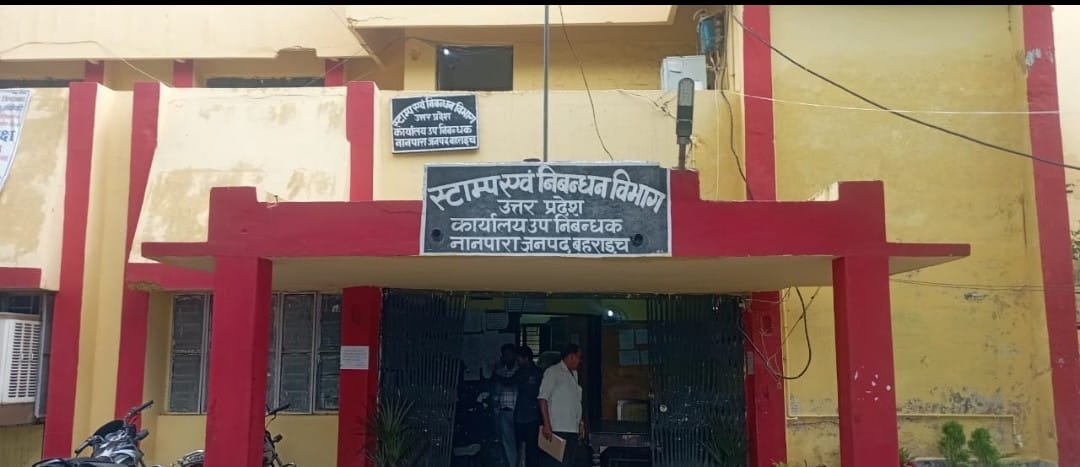 स्टाम्प एवं निबन्धन विभाग
उत्तर प्रदेश
कार्यालय उप निबन्धक
नानपारा जनपद बहराइच
स्टाम्प एवं निबन्धन विभाग
उत्तर प्रदेश
कार्यालय उप निबन्धक
नानपारा जनपद बहराइच